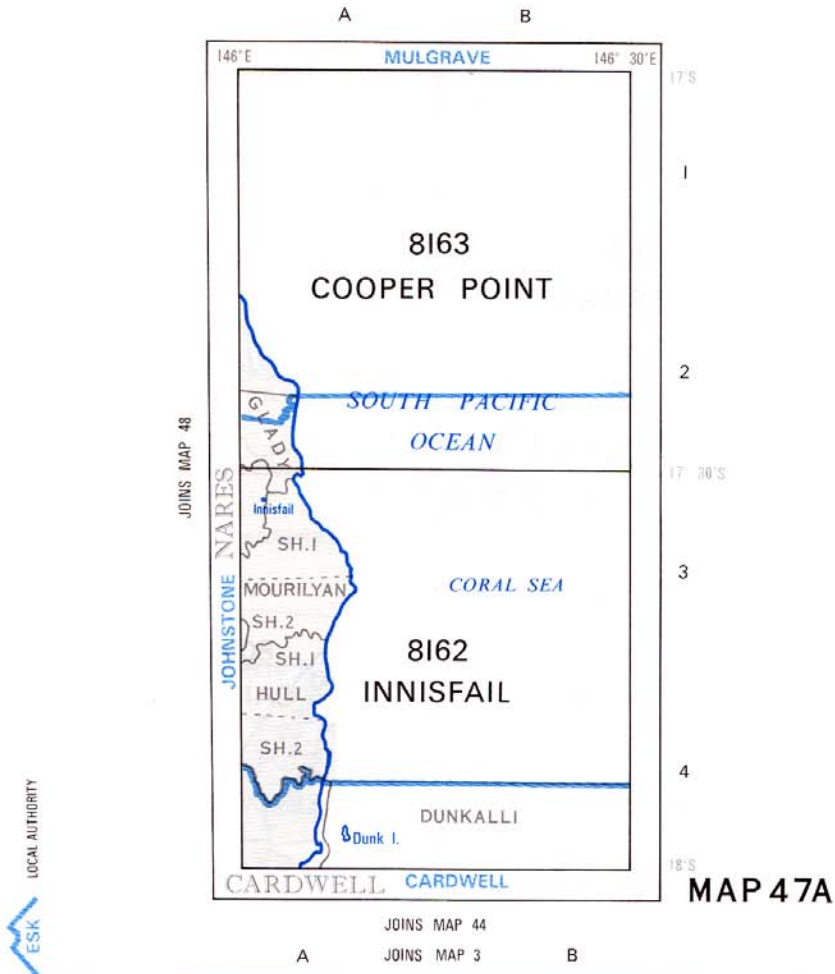 A B
146°E MULGRAVE 146° 30'E
17'S
1
8163
COOPER POINT
2
SOUTH PACIFIC
OCEAN
GLADY
JOINS MAP 48
17° 30'S
NARES
Innisfail
SH.1
3
CORAL SEA
MOURILYAN
JOHNSTONE
SH.2
SH.1
8162
INNISFAIL
HULL
SH.2
4
DUNKALLI
Dunk I.
LOCAL AUTHORITY
ESK
18°S
CARDWELL CARDWELL
MAP 47A
JOINS MAP 44
A JOINS MAP 3 B